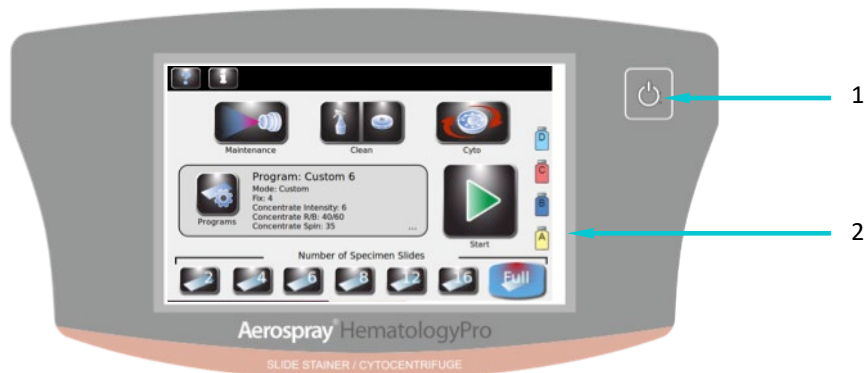 ?
i
1
Maintenance
Clean
Cyto
D
C
B
A
Program: Custom 6
Mode: Custom
Fix: 4
Concentrate Intensity: 6
Concentrate R/B: 40/60
Concentrate Spin: 35
...
Programs
Start
2
Number of Specimen Slides
2
4
6
8
12
16
Full
Aerospray® HematologyPro
SLIDE STAINER / CYTOCENTRIFUGE